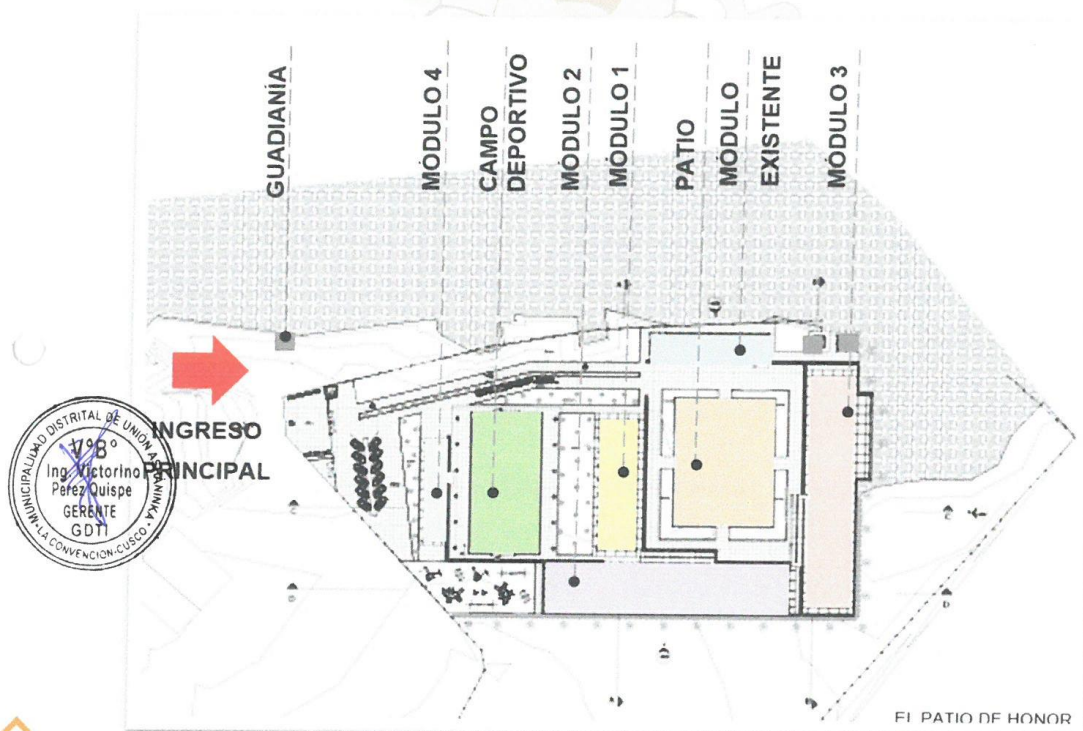 GUADIANÍA
MÓDULO 4
CAMPO
DEPORTIVO
MÓDULO 2
MÓDULO 1
PATIO
MÓDULO
EXISTENTE
MÓDULO 3
INGRESO
PRINCIPAL
MUNICIPALIDAD DISTRITAL DE UNIÓN ASHANINKA
V°B°
Ing. Victorino
Perez Quispe
GERENTE
GDTI
LA CONVENCION-CUSCO
EL PATIO DE HONOR